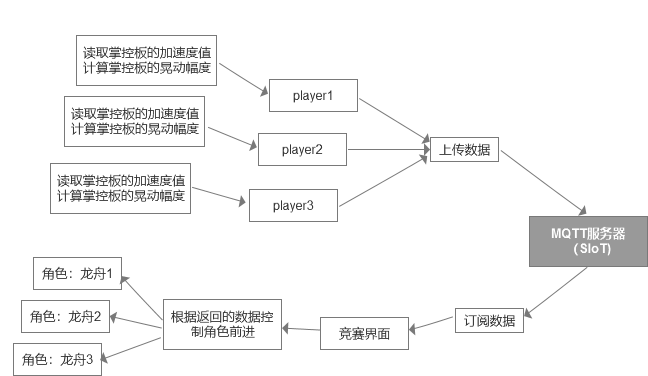 读取掌控板的加速度值
计算掌控板的晃动幅度
player1
读取掌控板的加速度值
计算掌控板的晃动幅度
player2
上传数据
读取掌控板的加速度值
计算掌控板的晃动幅度
player3
MQTT服务器
(SIoT)
角色：龙舟1
角色：龙舟2
根据返回的数据控
制角色前进
竞赛界面
订阅数据
角色：龙舟3